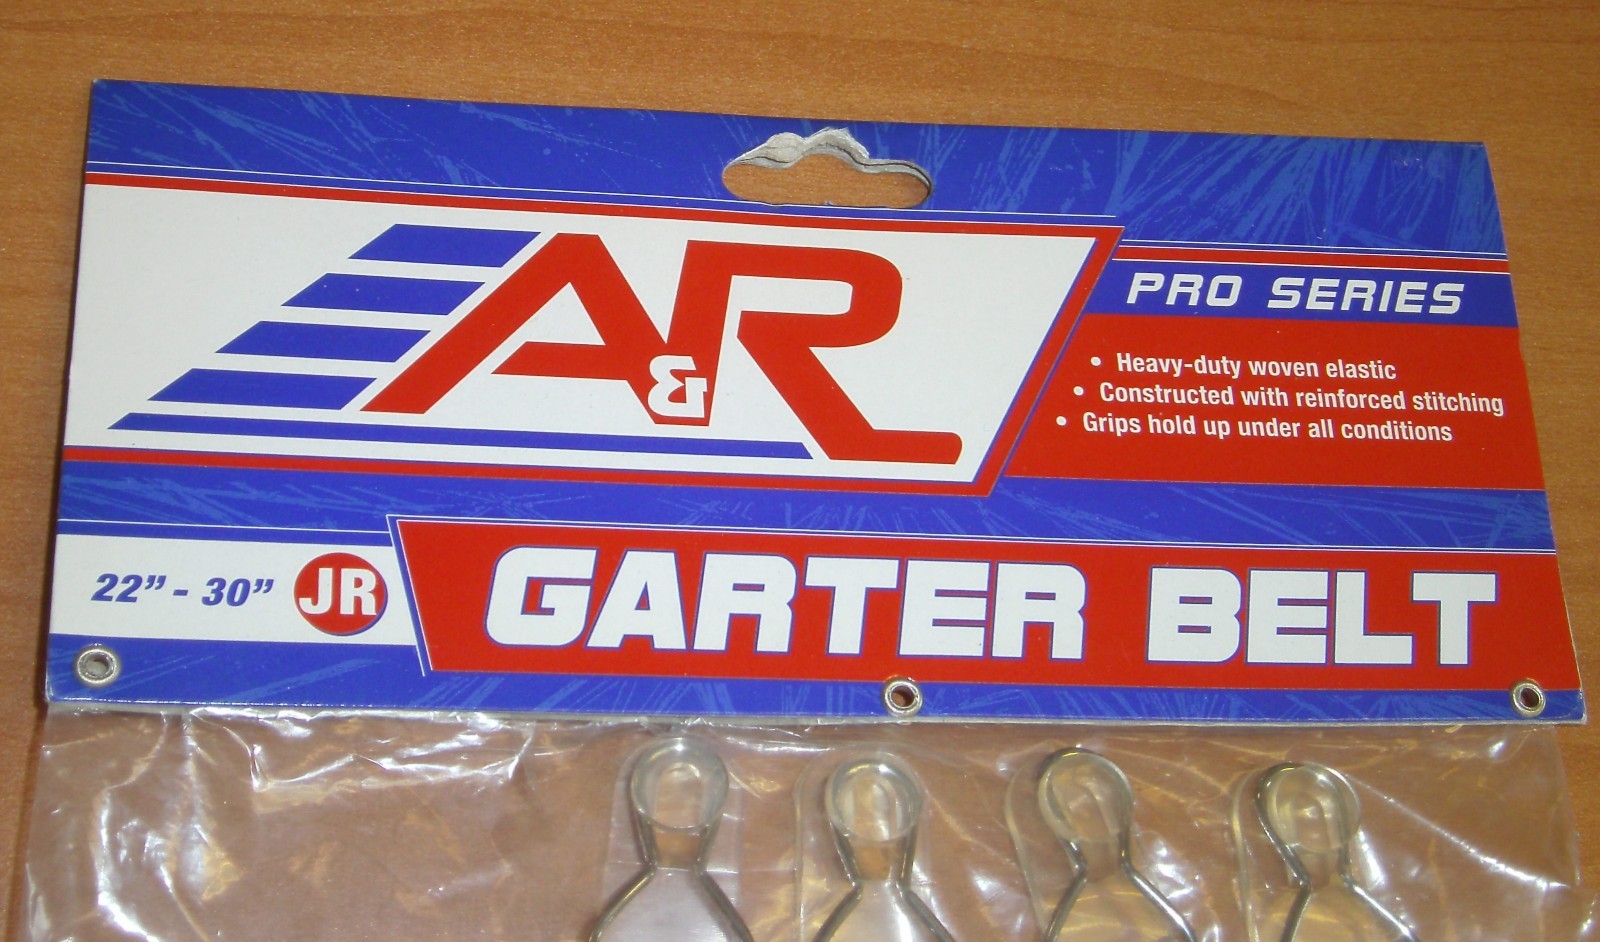 A&R
PRO SERIES
• Heavy-duty woven elastic
• Constructed with reinforced stitching
• Grips hold up under all conditions
22” - 30” JR GARTER BELT